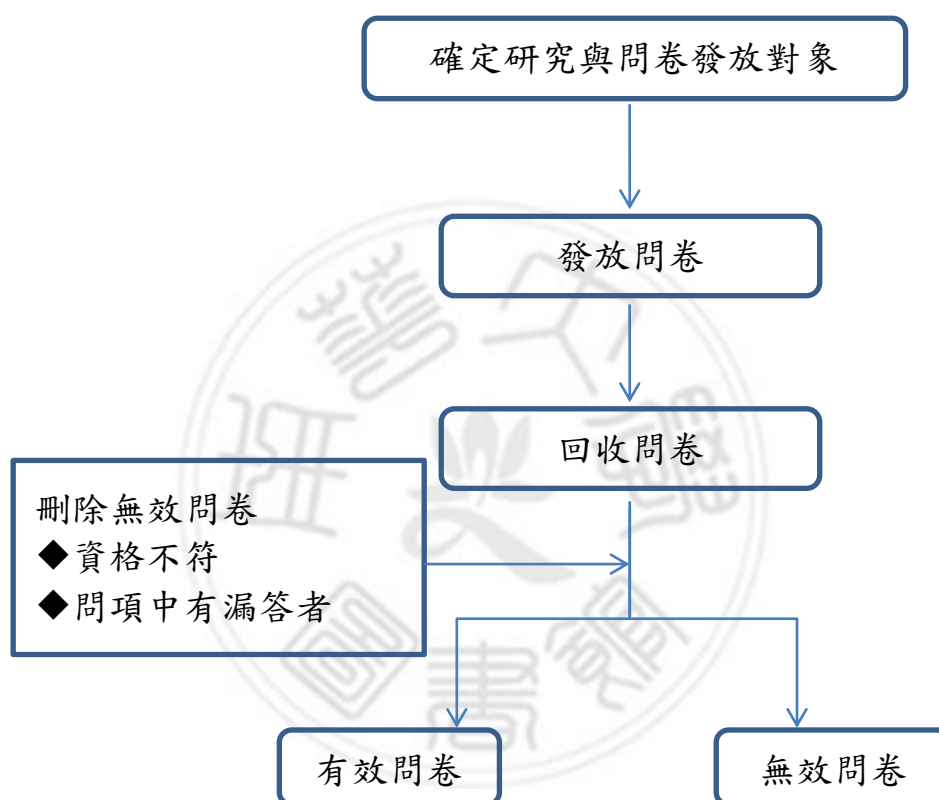 確定研究與問卷發放對象
發放問卷
回收問卷
刪除無效問卷
◆資格不符
◆問項中有漏答者
有效問卷
無效問卷